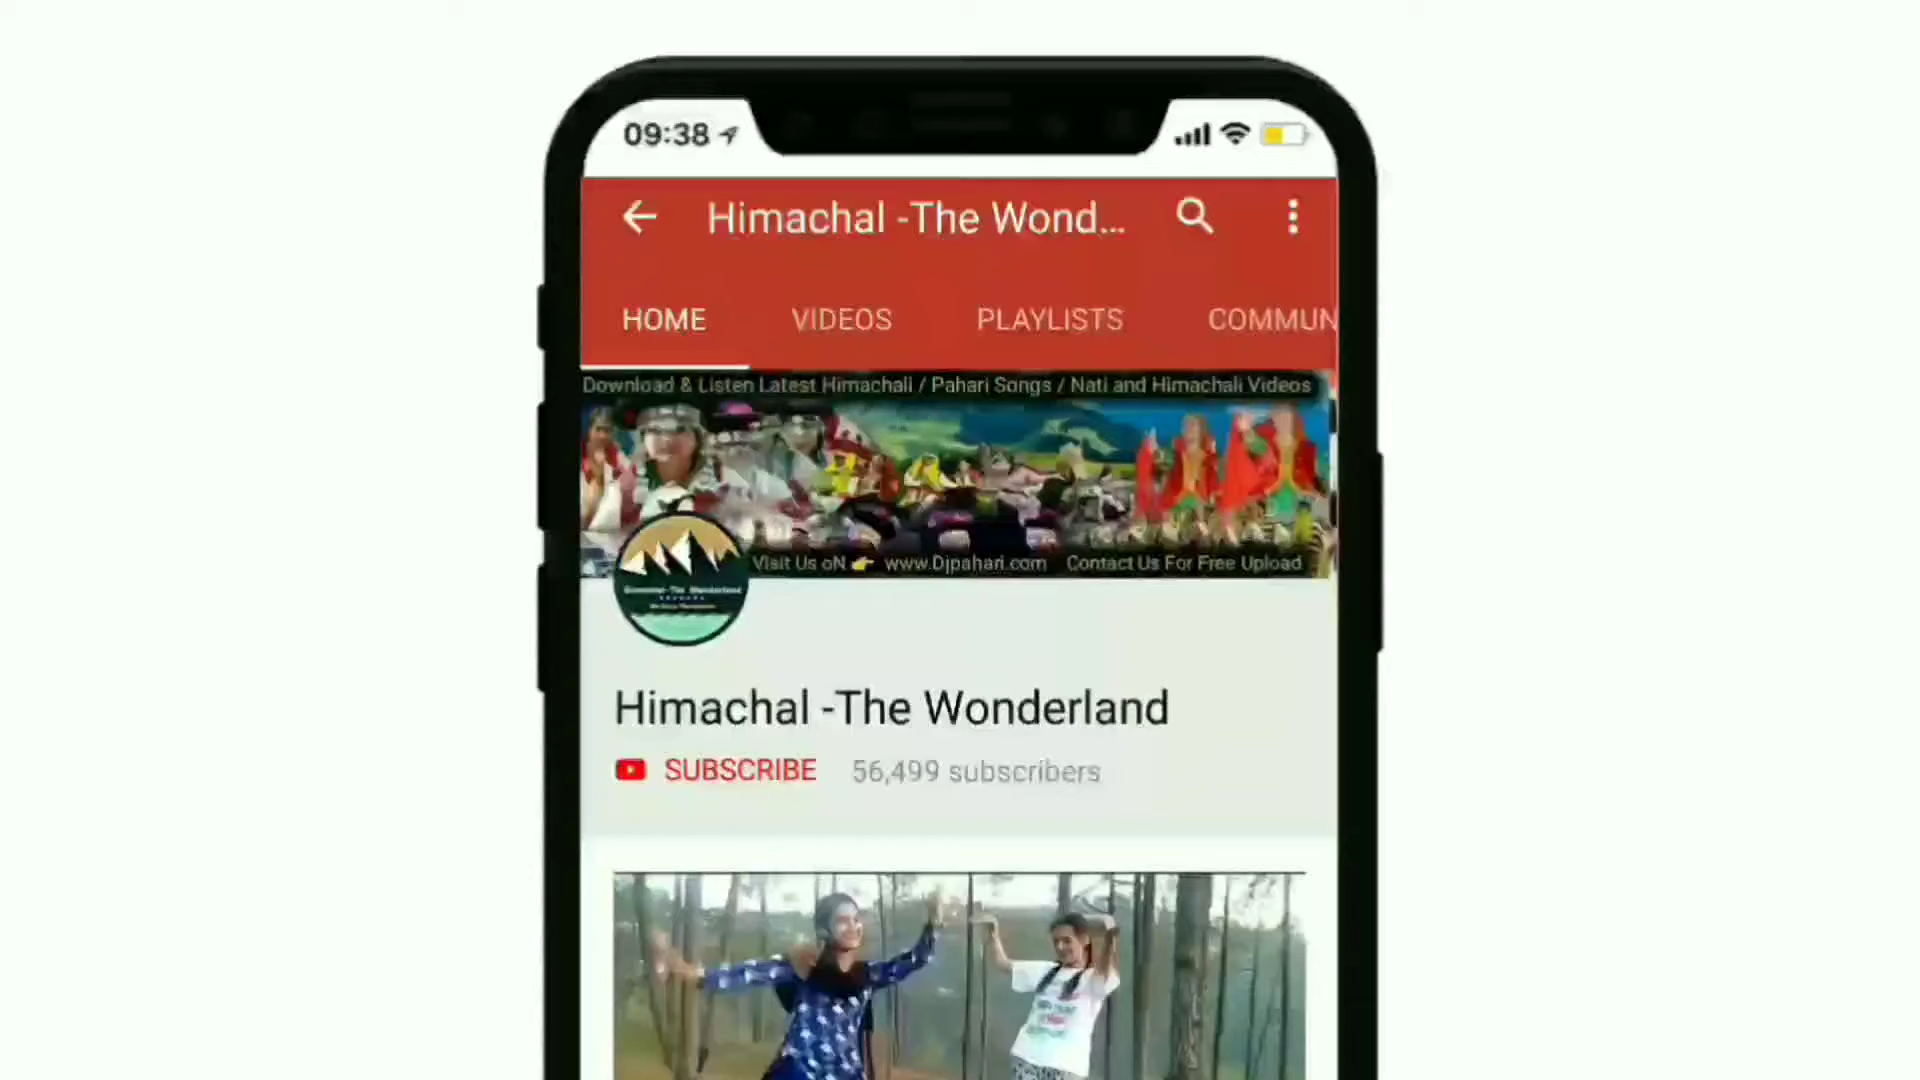 09:38
Himachal -The Wond...
HOME VIDEOS PLAYLISTS COMMUN
Download & Listen Latest Himachali / Pahari Songs / Nati and Himachali Videos
Visit Us oN 👉 www.Djpahari.com Contact Us For Free Upload
Himachal -The Wonderland
SUBSCRIBE 56,499 subscribers